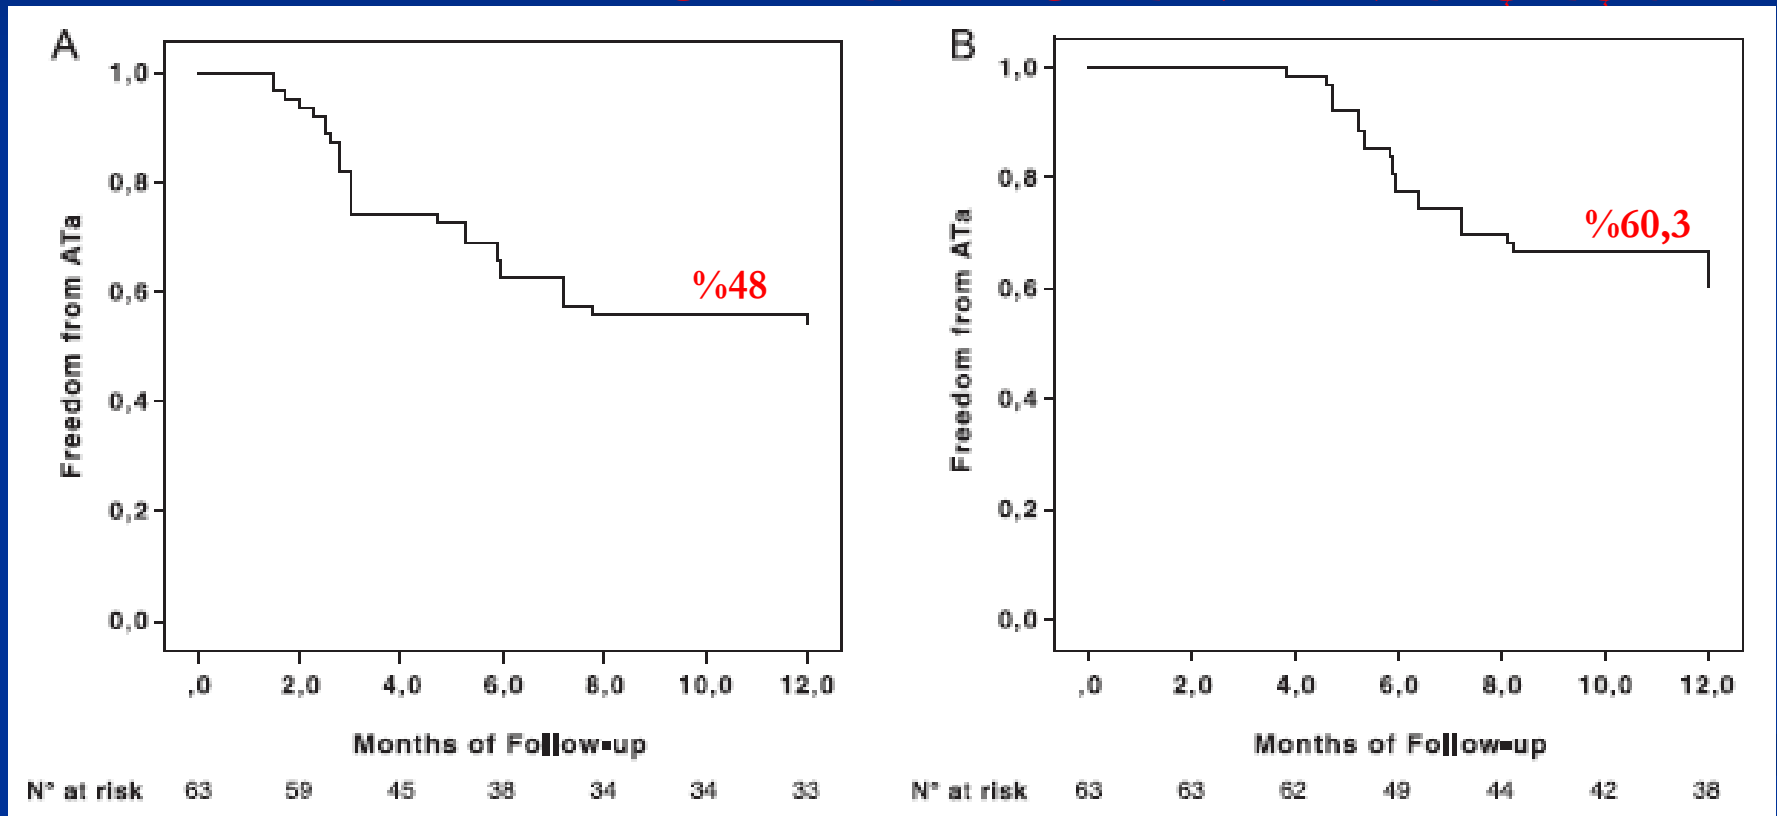 A
1,0
0,8
0,6
0,4
0,2
0,0
Freedom from ATa
%48
,0 2,0 4,0 6,0 8,0 10,0 12,0
Months of Follow-up
N° at risk 63 59 45 38 34 34 33
B
1,0
0,8
0,6
0,4
0,2
0,0
Freedom from ATa
%60,3
,0 2,0 4,0 6,0 8,0 10,0 12,0
Months of Follow-up
N° at risk 63 63 62 49 44 42 38